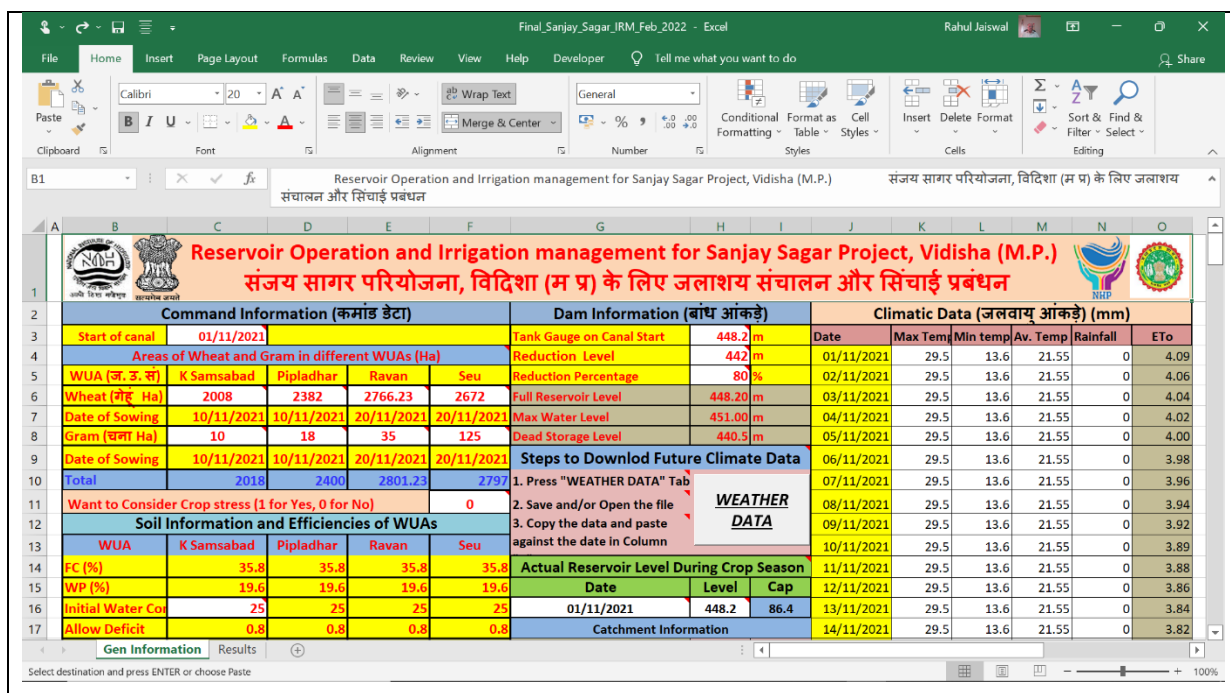 Final_Sanjay_Sagar_IRM_Feb_2022 - Excel
Rahul Jaiswal
File Home Insert Page Layout Formulas Data Review View Help Developer Tell me what you want to do Share
Paste
Calibri 20
B I U
Wrap Text
Merge & Center
General
Conditional Formatting
Format as Table
Cell Styles
Insert Delete Format
Sort & Filter
Find & Select
Clipboard Font Alignment Number Styles Cells Editing
B1
fx
Reservoir Operation and Irrigation management for Sanjay Sagar Project, Vidisha (M.P.) संजय सागर परियोजना, विदिशा (म प्र) के लिए जलाशय
संचालन और सिंचाई प्रबंधन
A B C D E F G H I J K L M N O
Reservoir Operation and Irrigation management for Sanjay Sagar Project, Vidisha (M.P.)
1 संजय सागर परियोजना, विदिशा (म प्र) के लिए जलाशय संचालन और सिंचाई प्रबंधन
सत्यमेव जयते
NHP
2 Command Information (कमांड डेटा) Dam Information (बांध आंकड़े) Climatic Data (जलवायु आंकड़े) (mm)
3 Start of canal 01/11/2021 Tank Gauge on Canal Start 448.2 m Date Max Temp Min temp Av. Temp Rainfall ETo
4 Areas of Wheat and Gram in different WUAs (Ha) Reduction Level 442 m 01/11/2021 29.5 13.6 21.55 0 4.09
5 WUA (ज. उ. सं) K Samsabad Pipladhar Ravan Seu Reduction Percentage 80 % 02/11/2021 29.5 13.6 21.55 0 4.06
6 Wheat (गेहूं Ha) 2008 2382 2766.23 2672 Full Reservoir Level 448.20 m 03/11/2021 29.5 13.6 21.55 0 4.04
7 Date of Sowing 10/11/2021 10/11/2021 20/11/2021 20/11/2021 Max Water Level 451.00 m 04/11/2021 29.5 13.6 21.55 0 4.02
8 Gram (चना Ha) 10 18 35 125 Dead Storage Level 440.5 m 05/11/2021 29.5 13.6 21.55 0 4.00
9 Date of Sowing 10/11/2021 10/11/2021 20/11/2021 20/11/2021 Steps to Downlod Future Climate Data 06/11/2021 29.5 13.6 21.55 0 3.98
10 Total 2018 2400 2801.23 2797 1. Press "WEATHER DATA" Tab 07/11/2021 29.5 13.6 21.55 0 3.96
11 Want to Consider Crop stress (1 for Yes, 0 for No) 0 2. Save and/or Open the file WEATHER 08/11/2021 29.5 13.6 21.55 0 3.94
12 Soil Information and Efficiencies of WUAs 3. Copy the data and paste DATA 09/11/2021 29.5 13.6 21.55 0 3.92
13 WUA K Samsabad Pipladhar Ravan Seu against the date in Column 10/11/2021 29.5 13.6 21.55 0 3.89
14 FC (%) 35.8 35.8 35.8 35.8 Actual Reservoir Level During Crop Season 11/11/2021 29.5 13.6 21.55 0 3.88
15 WP (%) 19.6 19.6 19.6 19.6 Date Level Cap 12/11/2021 29.5 13.6 21.55 0 3.86
16 Initial Water Con 25 25 25 25 01/11/2021 448.2 86.4 13/11/2021 29.5 13.6 21.55 0 3.84
17 Allow Deficit 0.8 0.8 0.8 0.8 Catchment Information 14/11/2021 29.5 13.6 21.55 0 3.82
Gen Information Results
Select destination and press ENTER or choose Paste
100%